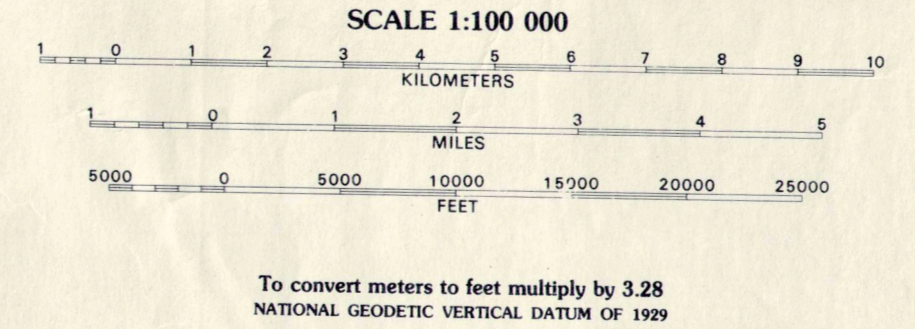 SCALE 1:100 000
1 0 1 2 3 4 5 6 7 8 9 10
KILOMETERS
1 0 1 2 3 4 5
MILES
5000 0 5000 10000 15000 20000 25000
FEET
To convert meters to feet multiply by 3.28
NATIONAL GEODETIC VERTICAL DATUM OF 1929